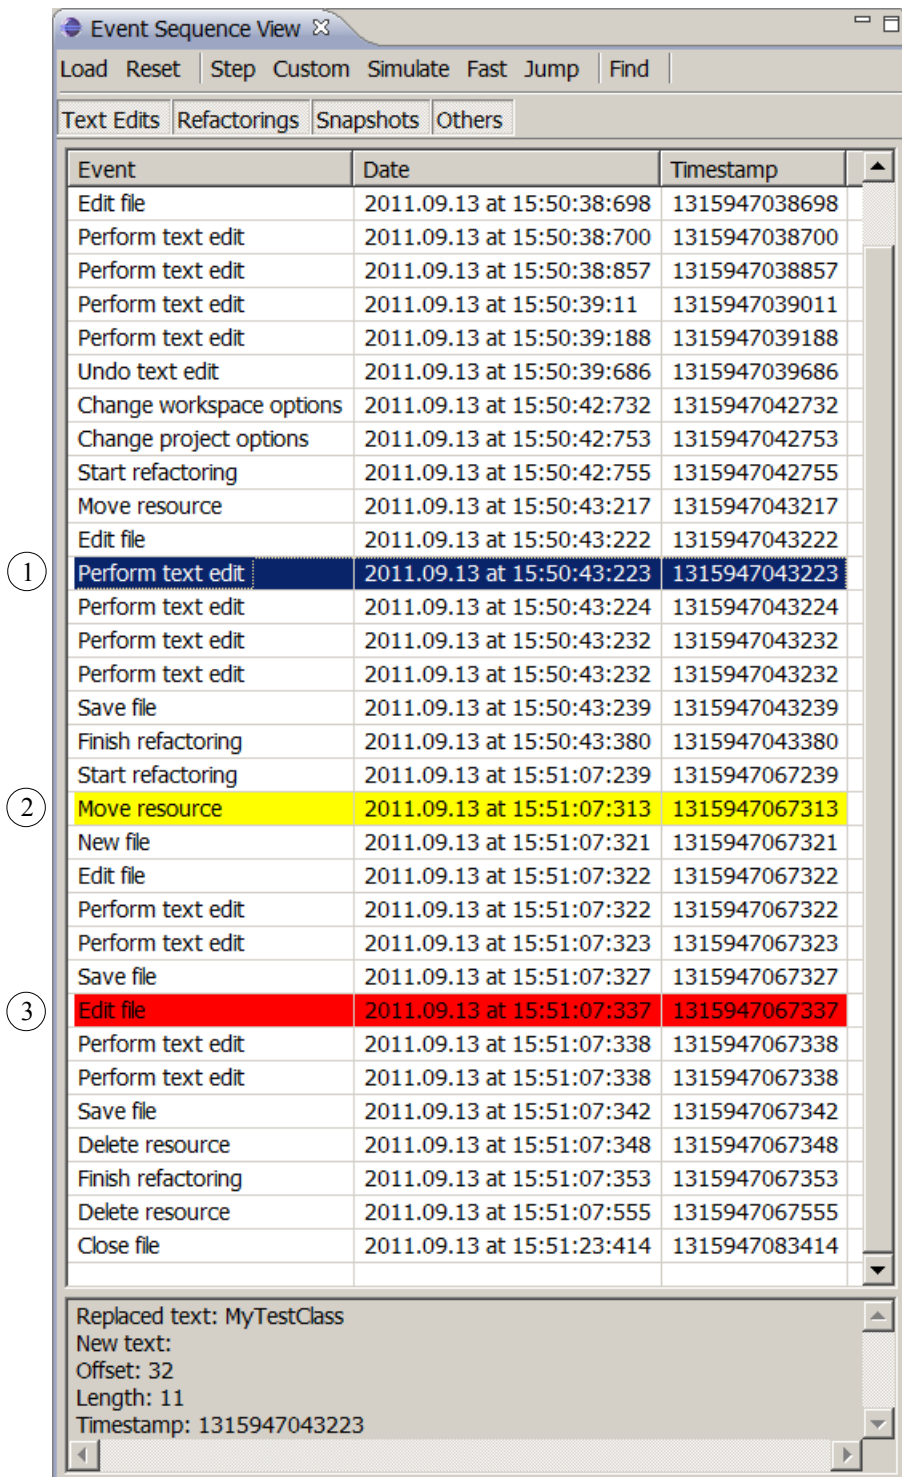 Event Sequence View
Load Reset Step Custom Simulate Fast Jump Find
Text Edits Refactorings Snapshots Others
Event Date Timestamp
Edit file 2011.09.13 at 15:50:38:698 1315947038698
Perform text edit 2011.09.13 at 15:50:38:700 1315947038700
Perform text edit 2011.09.13 at 15:50:38:857 1315947038857
Perform text edit 2011.09.13 at 15:50:39:11 1315947039011
Perform text edit 2011.09.13 at 15:50:39:188 1315947039188
Undo text edit 2011.09.13 at 15:50:39:686 1315947039686
Change workspace options 2011.09.13 at 15:50:42:732 1315947042732
Change project options 2011.09.13 at 15:50:42:753 1315947042753
Start refactoring 2011.09.13 at 15:50:42:755 1315947042755
Move resource 2011.09.13 at 15:50:43:217 1315947043217
Edit file 2011.09.13 at 15:50:43:222 1315947043222
1 Perform text edit 2011.09.13 at 15:50:43:223 1315947043223
Perform text edit 2011.09.13 at 15:50:43:224 1315947043224
Perform text edit 2011.09.13 at 15:50:43:232 1315947043232
Perform text edit 2011.09.13 at 15:50:43:232 1315947043232
Save file 2011.09.13 at 15:50:43:239 1315947043239
Finish refactoring 2011.09.13 at 15:50:43:380 1315947043380
Start refactoring 2011.09.13 at 15:51:07:239 1315947067239
2 Move resource 2011.09.13 at 15:51:07:313 1315947067313
New file 2011.09.13 at 15:51:07:321 1315947067321
Edit file 2011.09.13 at 15:51:07:322 1315947067322
Perform text edit 2011.09.13 at 15:51:07:322 1315947067322
Perform text edit 2011.09.13 at 15:51:07:323 1315947067323
Save file 2011.09.13 at 15:51:07:327 1315947067327
3 Edit file 2011.09.13 at 15:51:07:337 1315947067337
Perform text edit 2011.09.13 at 15:51:07:338 1315947067338
Perform text edit 2011.09.13 at 15:51:07:338 1315947067338
Save file 2011.09.13 at 15:51:07:342 1315947067342
Delete resource 2011.09.13 at 15:51:07:348 1315947067348
Finish refactoring 2011.09.13 at 15:51:07:353 1315947067353
Delete resource 2011.09.13 at 15:51:07:555 1315947067555
Close file 2011.09.13 at 15:51:23:414 1315947083414
Replaced text: MyTestClass
New text:
Offset: 32
Length: 11
Timestamp: 1315947043223